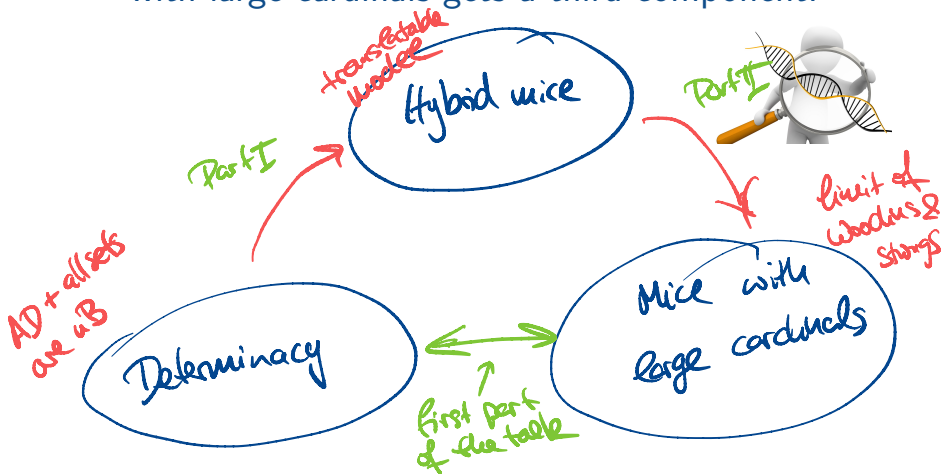 with large cardinals gets a third component.
translatable
model
Hybrid mice
Part II
Part I
limit of
Woodins &
strongs
AD + all sets
are uB
Mice with
large cardinals
Determinacy
first part
of the talk